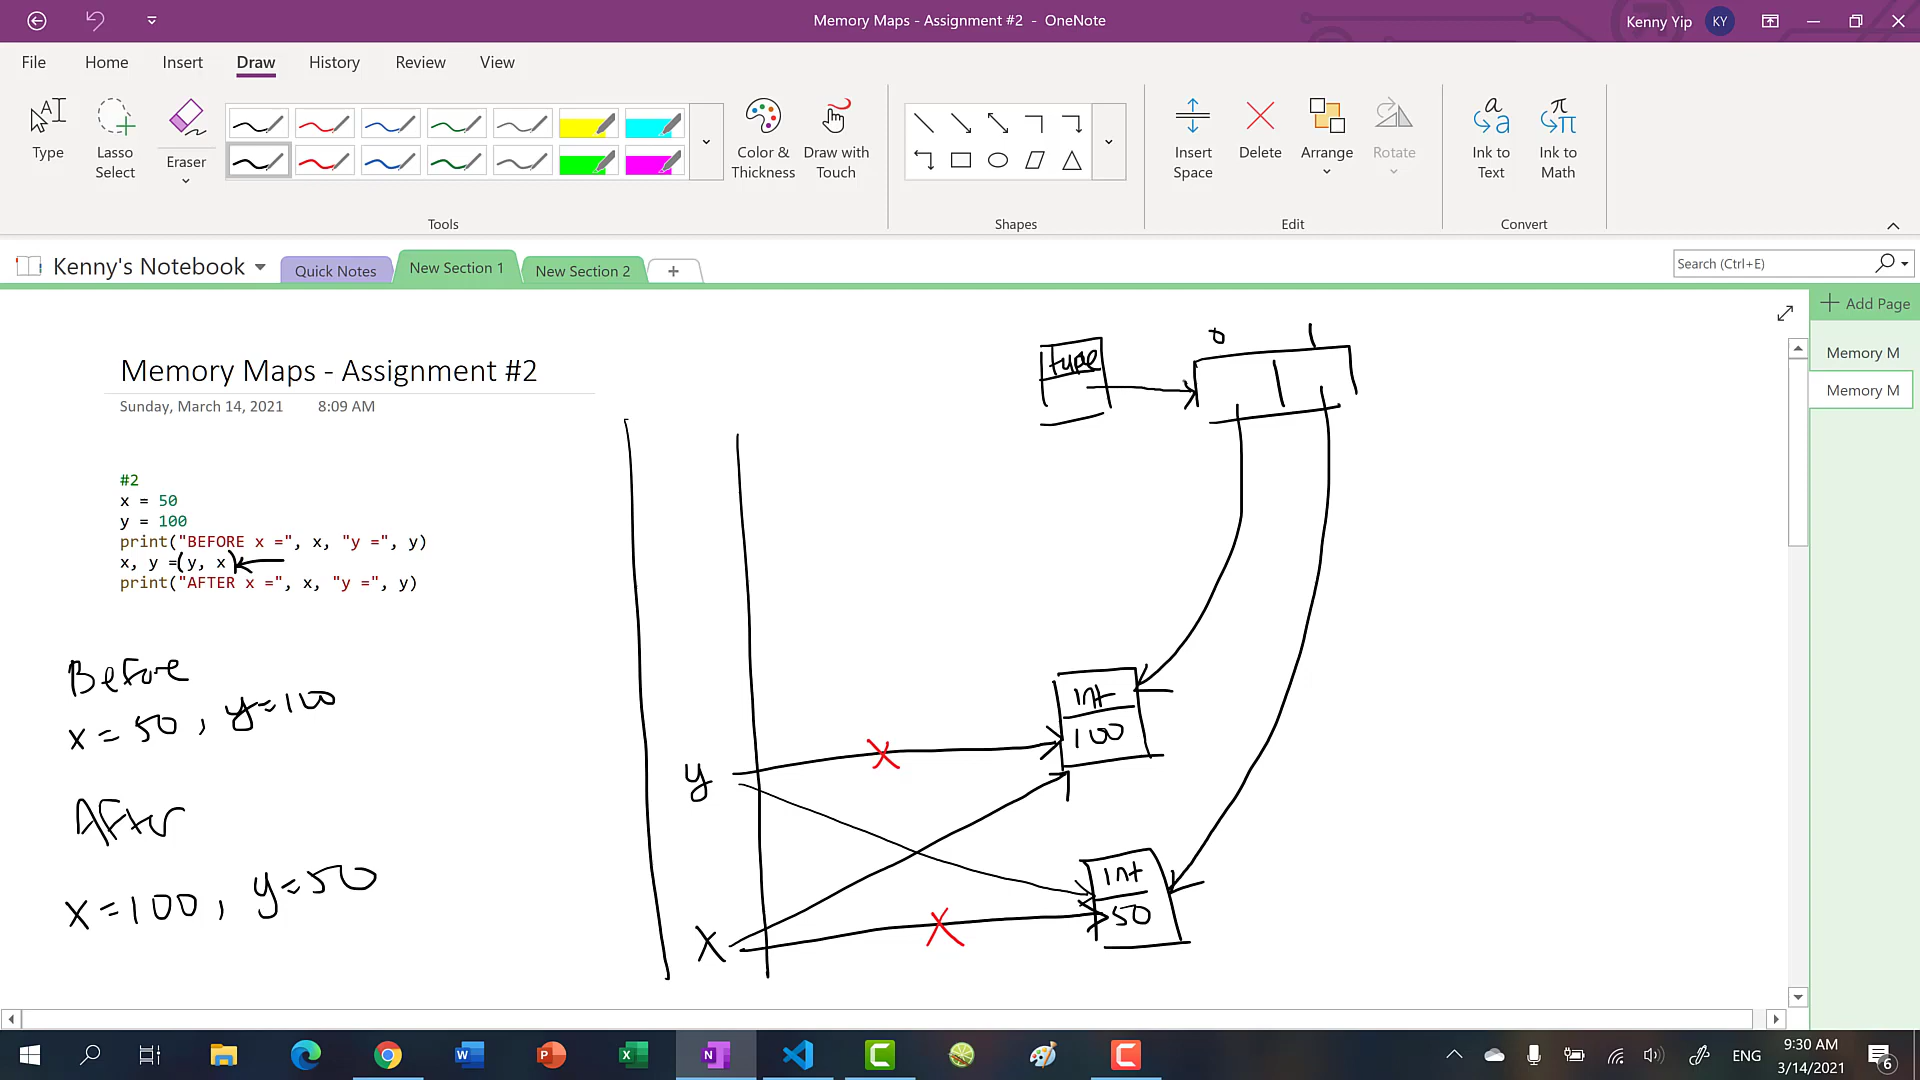 Memory Maps - Assignment #2 - OneNote
Kenny Yip KY
File Home Insert Draw History Review View
Type
Lasso Select
Eraser
Color & Thickness
Draw with Touch
Insert Space
Delete
Arrange
Rotate
Ink to Text
Ink to Math
Tools Shapes Edit Convert
Kenny's Notebook
Quick Notes
New Section 1
New Section 2
+
Search (Ctrl+E)
Add Page
Memory M
Memory M
Memory Maps - Assignment #2
Sunday, March 14, 2021 8:09 AM
#2
x = 50
y = 100
print("BEFORE x =", x, "y =", y)
x, y =(y, x)
print("AFTER x =", x, "y =", y)
Before
x = 50, y=100
After
x=100, y=50
0 1
int
100
y
int
50
x
ENG
9:30 AM
3/14/2021
6